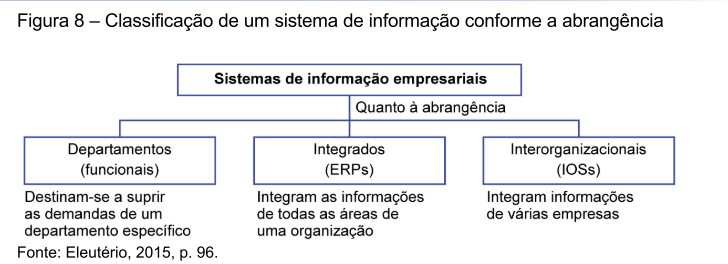 Figura 8 – Classificação de um sistema de informação conforme a abrangência
Sistemas de informação empresariais
Quanto à abrangência
Departamentos
(funcionais)
Destinam-se a suprir
as demandas de um
departamento específico
Integrados
(ERPs)
Integram as informações
de todas as áreas de
uma organização
Interorganizacionais
(IOSs)
Integram informações
de várias empresas
Fonte: Eleutério, 2015, p. 96.